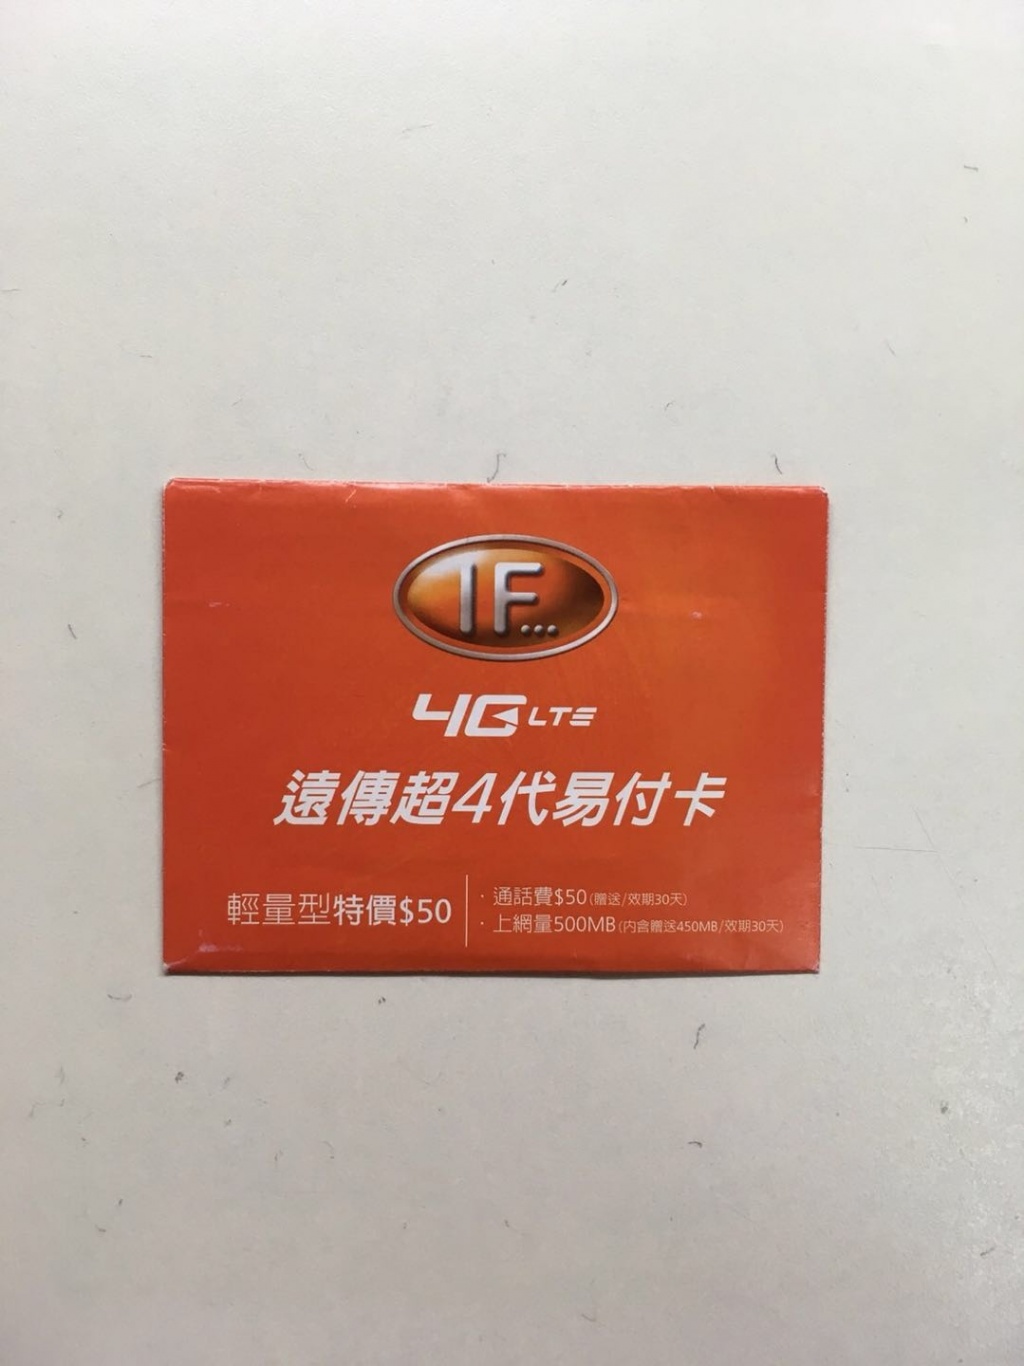 IF...
4G LTE
遠傳超4代易付卡
輕量型特價$50
·通話費$50(贈送/效期30天)
·上網量500MB(內含贈送450MB/效期30天)